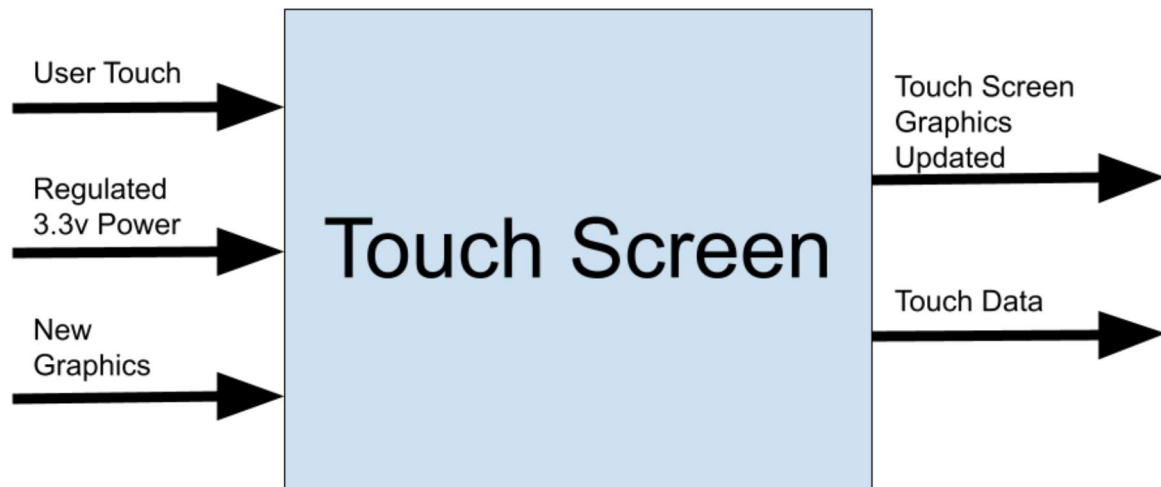 User Touch
Regulated
3.3v Power
New
Graphics
Touch Screen
Touch Screen
Graphics
Updated
Touch Data